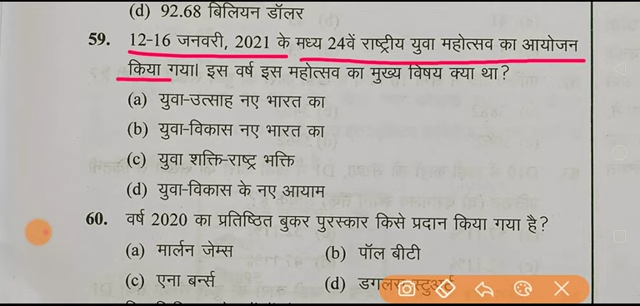 (d) 92.68 बिलियन डॉलर
59. 12-16 जनवरी, 2021 के मध्य 24वें राष्ट्रीय युवा महोत्सव का आयोजन
किया गया। इस वर्ष इस महोत्सव का मुख्य विषय क्या था?
(a) युवा-उत्साह नए भारत का
(b) युवा-विकास नए भारत का
(c) युवा शक्ति-राष्ट्र भक्ति
(d) युवा-विकास के नए आयाम
60. वर्ष 2020 का प्रतिष्ठित बुकर पुरस्कार किसे प्रदान किया गया है?
(a) मार्लन जेम्स (b) पॉल बीटी
(c) एना बर्न्स (d)